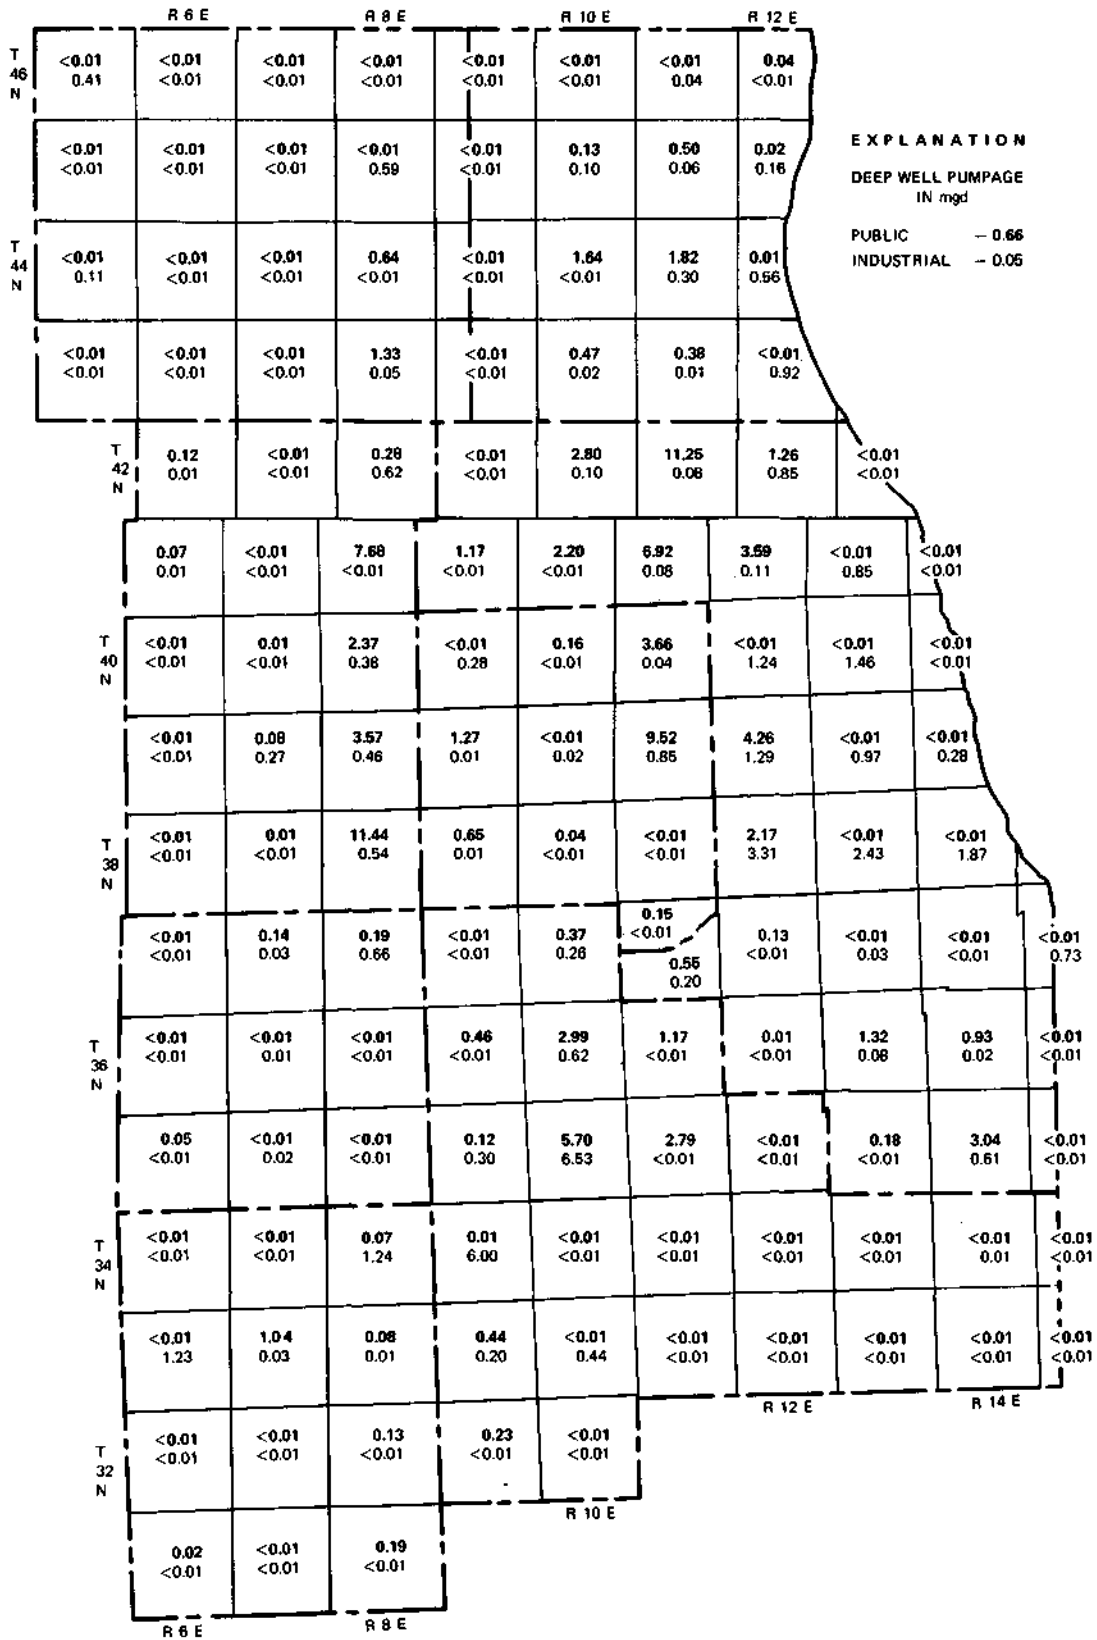 R 6 E R 8 E R 10 E R 12 E
T 46 N
<0.01 <0.01 <0.01 <0.01 <0.01 <0.01 <0.01 0.04
0.41 <0.01 <0.01 <0.01 <0.01 <0.01 0.04 <0.01
<0.01 <0.01 <0.01 <0.01 <0.01 0.13 0.50 0.02
<0.01 <0.01 <0.01 0.59 <0.01 0.10 0.06 0.16
EXPLANATION
DEEP WELL PUMPAGE
IN mgd
PUBLIC – 0.66
INDUSTRIAL – 0.05
T 44 N
<0.01 <0.01 <0.01 0.64 <0.01 1.64 1.82 0.01
0.11 <0.01 <0.01 <0.01 <0.01 <0.01 0.30 0.56
<0.01 <0.01 <0.01 1.33 <0.01 0.47 0.38 <0.01
<0.01 <0.01 <0.01 0.05 <0.01 0.02 0.01 0.92
T 42 N
0.12 <0.01 0.28 <0.01 2.80 11.25 1.26 <0.01
0.01 <0.01 0.62 <0.01 0.10 0.08 0.85 <0.01
0.07 <0.01 7.68 1.17 2.20 6.92 3.59 <0.01 <0.01
0.01 <0.01 <0.01 <0.01 <0.01 0.08 0.11 0.85 <0.01
T 40 N
<0.01 0.01 2.37 <0.01 0.16 3.66 <0.01 <0.01 <0.01
<0.01 <0.01 0.38 0.28 <0.01 0.04 1.24 1.46 <0.01
<0.01 0.08 3.57 1.27 <0.01 9.52 4.26 <0.01 <0.01
<0.01 0.27 0.46 0.01 0.02 0.85 1.29 0.97 0.28
T 38 N
<0.01 0.01 11.44 0.65 0.04 <0.01 2.17 <0.01 <0.01
<0.01 <0.01 0.54 0.01 <0.01 <0.01 3.31 2.43 1.87
<0.01 0.14 0.19 <0.01 0.37 0.15 0.13 <0.01 <0.01 <0.01
<0.01 0.03 0.66 <0.01 0.26 <0.01 <0.01 0.03 <0.01 0.73
0.55
0.20
T 36 N
<0.01 <0.01 <0.01 0.46 2.99 1.17 0.01 1.32 0.93 <0.01
<0.01 0.01 <0.01 <0.01 0.62 <0.01 <0.01 0.08 0.02 <0.01
0.05 <0.01 <0.01 0.12 5.70 2.79 <0.01 0.18 3.04 <0.01
<0.01 0.02 <0.01 0.30 6.53 <0.01 <0.01 <0.01 0.61 <0.01
T 34 N
<0.01 <0.01 0.07 0.01 <0.01 <0.01 <0.01 <0.01 <0.01 <0.01
<0.01 <0.01 1.24 6.00 <0.01 <0.01 <0.01 <0.01 0.01 <0.01
<0.01 1.04 0.08 0.44 <0.01 <0.01 <0.01 <0.01 <0.01 <0.01
1.23 0.03 0.01 0.20 0.44 <0.01 <0.01 <0.01 <0.01 <0.01
R 12 E R 14 E
T 32 N
<0.01 <0.01 0.13 0.23 <0.01
<0.01 <0.01 <0.01 <0.01 <0.01
R 10 E
0.02 <0.01 0.19
<0.01 <0.01 <0.01
R 6 E R 8 E